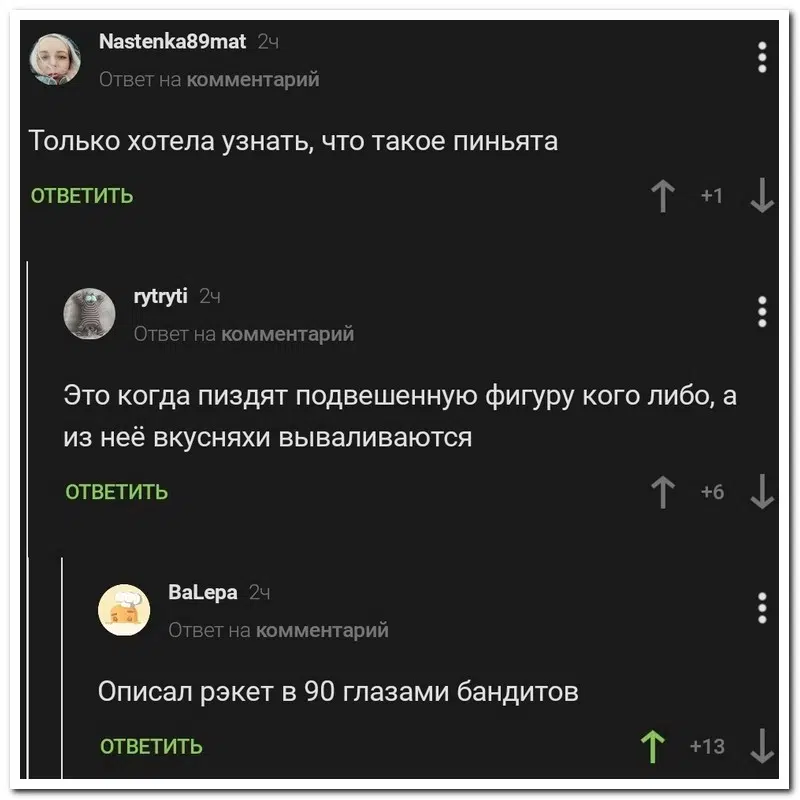 Nastenka89mat 2ч
Ответ на комментарий
Только хотела узнать, что такое пиньята
ОТВЕТИТЬ +1
rytryti 2ч
Ответ на комментарий
Это когда пиздят подвешенную фигуру кого либо, а
из неё вкусняхи вываливаются
ОТВЕТИТЬ +6
BaLepa 2ч
Ответ на комментарий
Описал рэкет в 90 глазами бандитов
ОТВЕТИТЬ +13